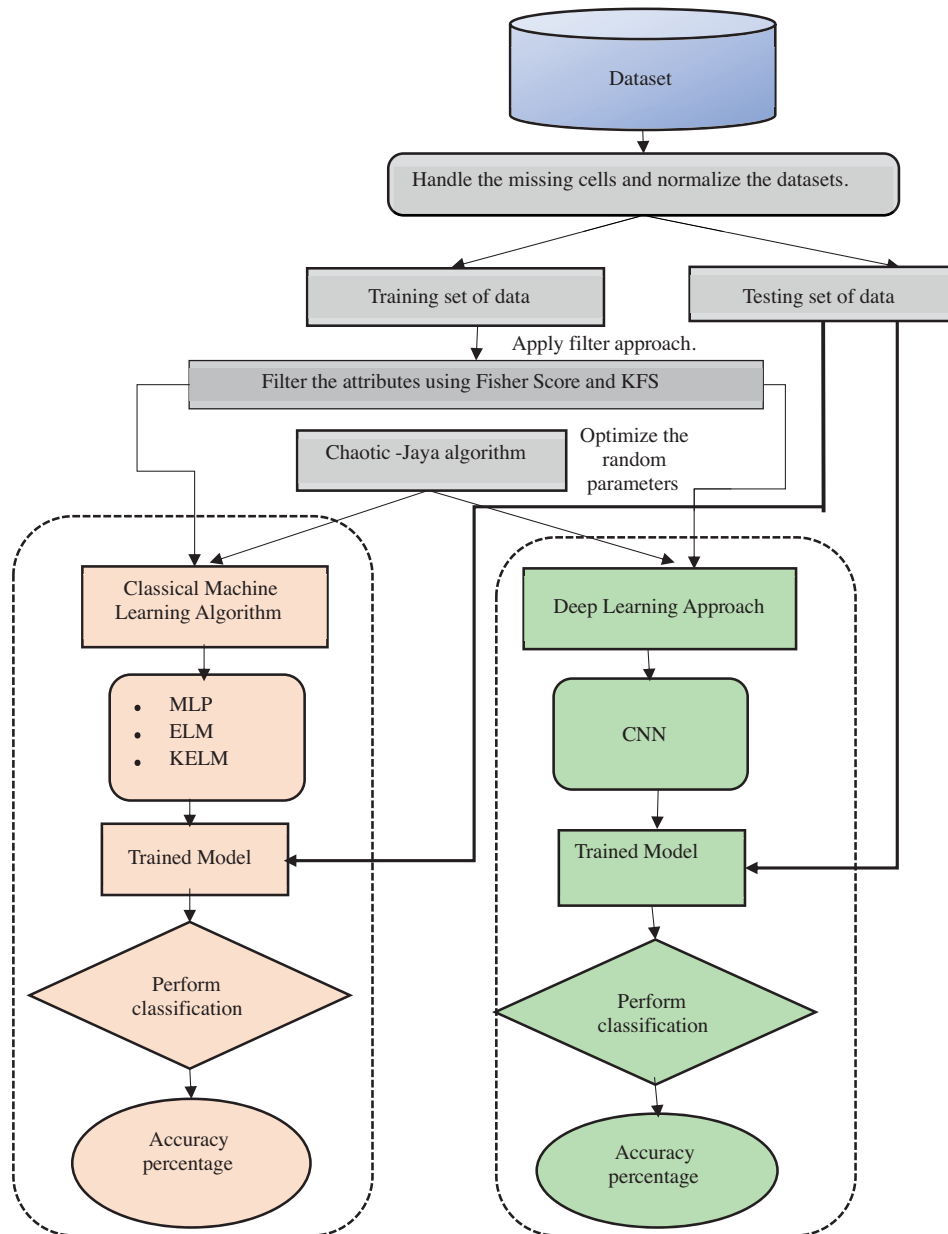 Dataset
Handle the missing cells and normalize the datasets.
Training set of data
Testing set of data
Apply filter approach.
Filter the attributes using Fisher Score and KFS
Chaotic -Jaya algorithm
Optimize the
random
parameters
Classical Machine
Learning Algorithm
• MLP
• ELM
• KELM
Trained Model
Perform
classification
Accuracy
percentage
Deep Learning Approach
CNN
Trained Model
Perform
classification
Accuracy
percentage